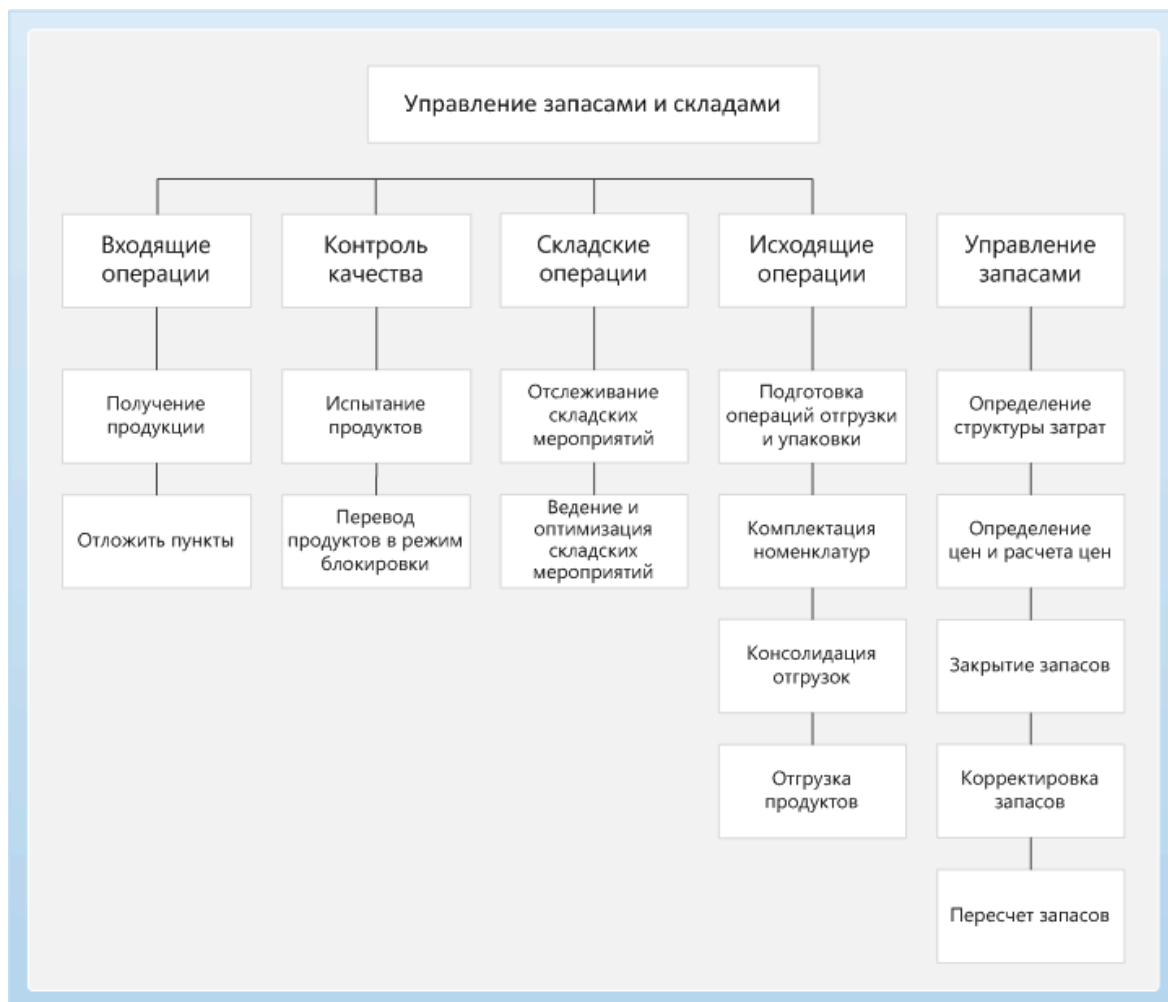 Управление запасами и складами
Входящие
операции
Получение
продукции
Отложить пункты
Контроль
качества
Испытание
продуктов
Перевод
продуктов в режим
блокировки
Складские
операции
Отслеживание
складских
мероприятий
Ведение и
оптимизация
складских
мероприятий
Исходящие
операции
Подготовка
операций отгрузки
и упаковки
Комплектация
номенклатур
Консолидация
отгрузок
Отгрузка
продуктов
Управление
запасами
Определение
структуры затрат
Определение
цен и расчета цен
Закрытие запасов
Корректировка
запасов
Пересчет запасов